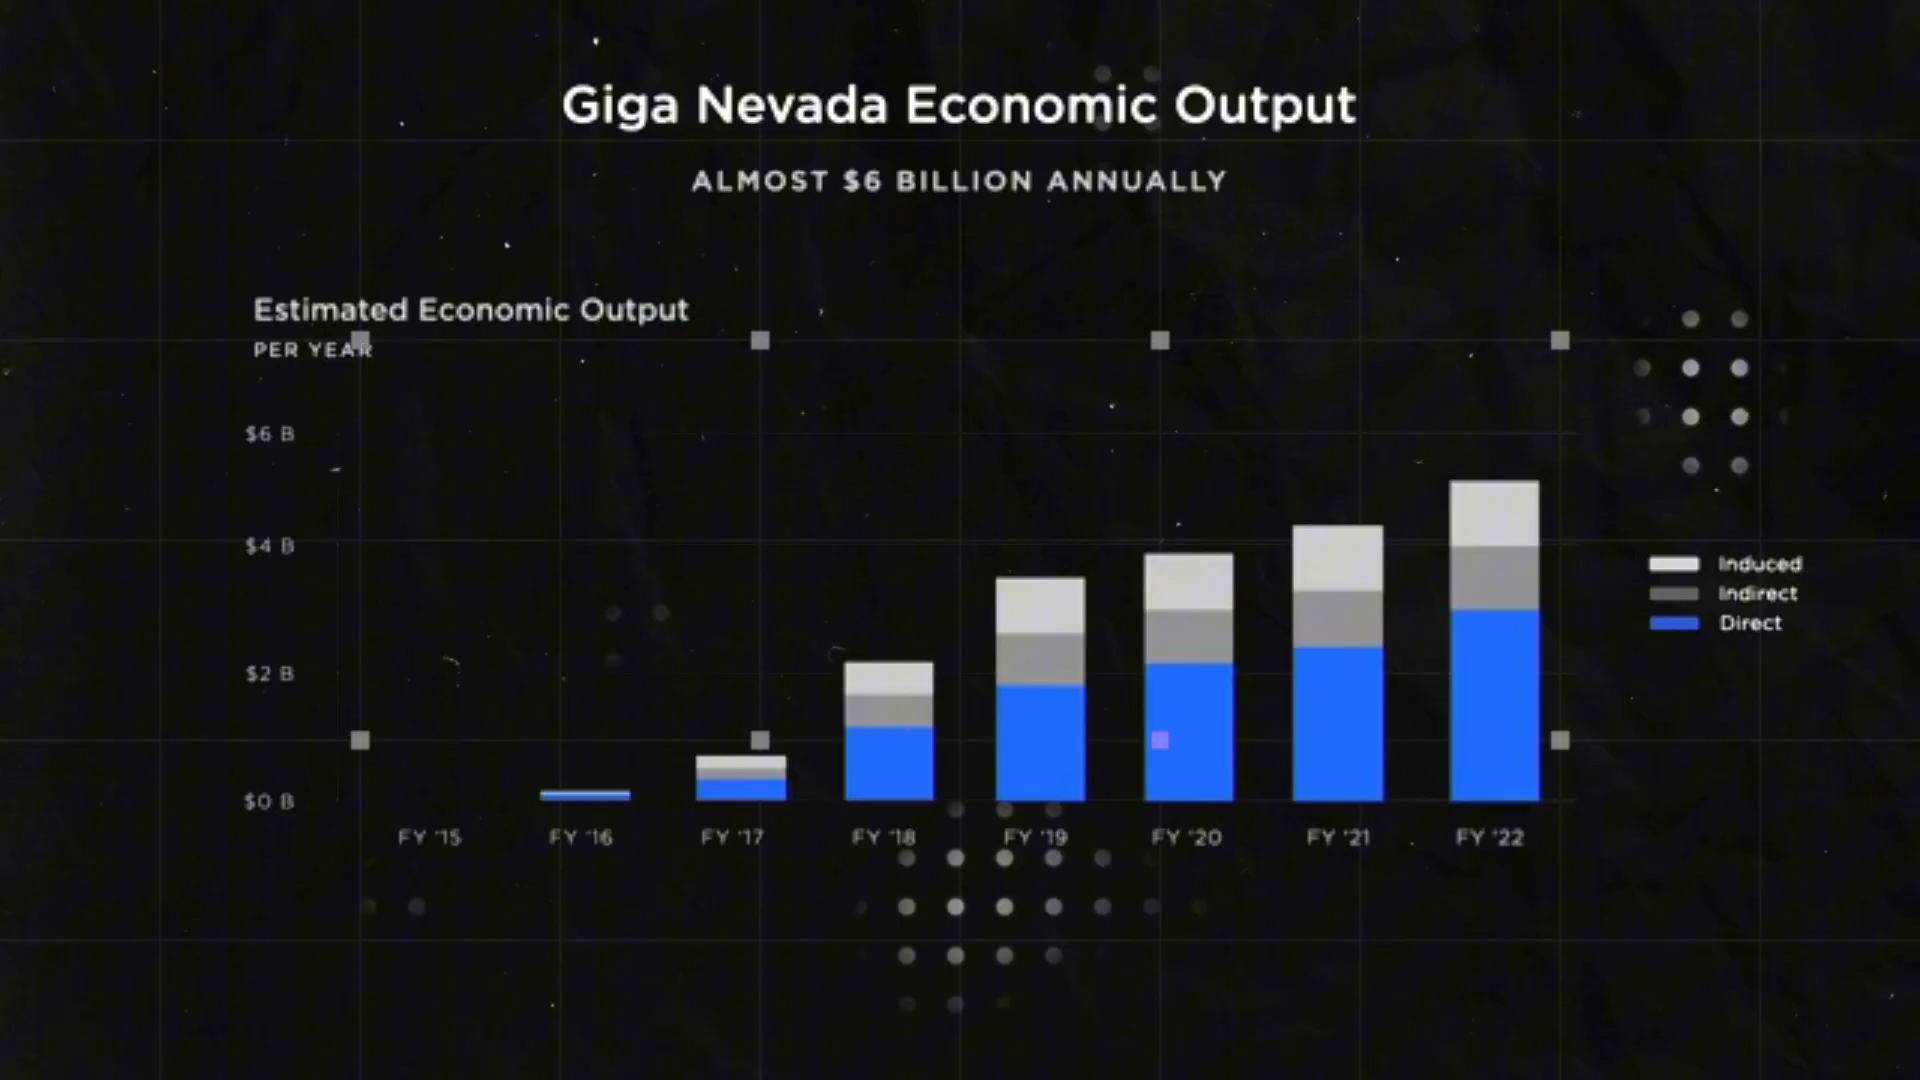 Giga Nevada Economic Output
ALMOST $6 BILLION ANNUALLY
Estimated Economic Output
PER YEAR
$6 B
$4 B
$2 B
$0 B
Induced
Indirect
Direct
FY '15 FY '16 FY '17 FY '18 FY '19 FY '20 FY '21 FY '22